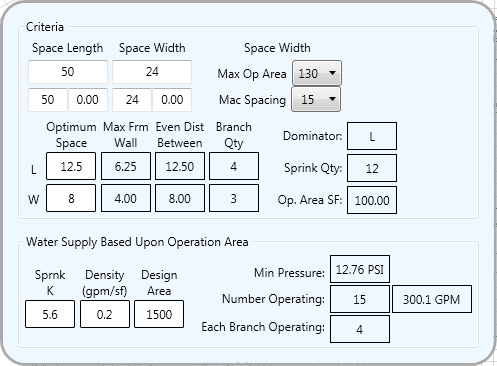 Criteria
Space Length Space Width Space Width
50 24
Max Op Area 130
50 0.00 24 0.00
Mac Spacing 15
Optimum Space Max Frm Wall Even Dist Between Branch Qty
Dominator: L
L 12.5 6.25 12.50 4
Sprink Qty: 12
W 8 4.00 8.00 3
Op. Area SF: 100.00
Water Supply Based Upon Operation Area
Sprnk K Density (gpm/sf) Design Area
Min Pressure: 12.76 PSI
5.6 0.2 1500
Number Operating: 15 300.1 GPM
Each Branch Operating: 4